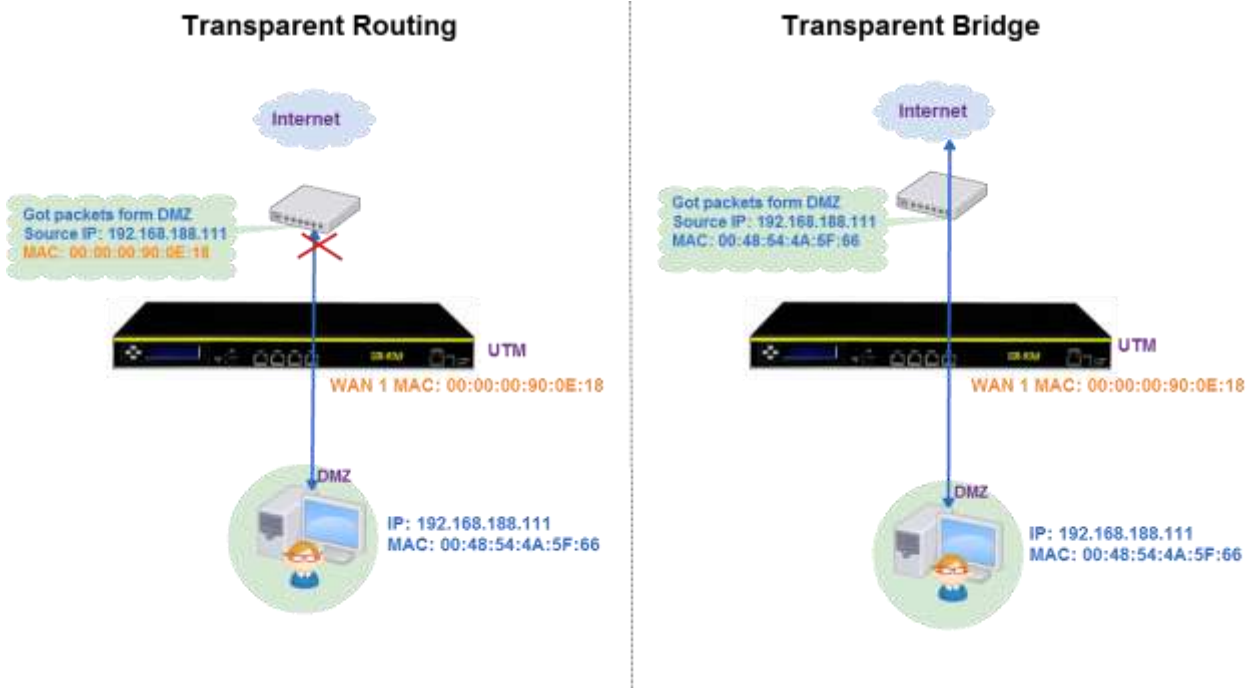 Transparent Routing
Internet
Got packets form DMZ
Source IP: 192.168.188.111
MAC: 00:00:00:90:0E:18
UTM
WAN 1 MAC: 00:00:00:90:0E:18
DMZ
IP: 192.168.188.111
MAC: 00:48:54:4A:5F:66
Transparent Bridge
Internet
Got packets form DMZ
Source IP: 192.168.188.111
MAC: 00:48:54:4A:5F:66
UTM
WAN 1 MAC: 00:00:00:90:0E:18
DMZ
IP: 192.168.188.111
MAC: 00:48:54:4A:5F:66